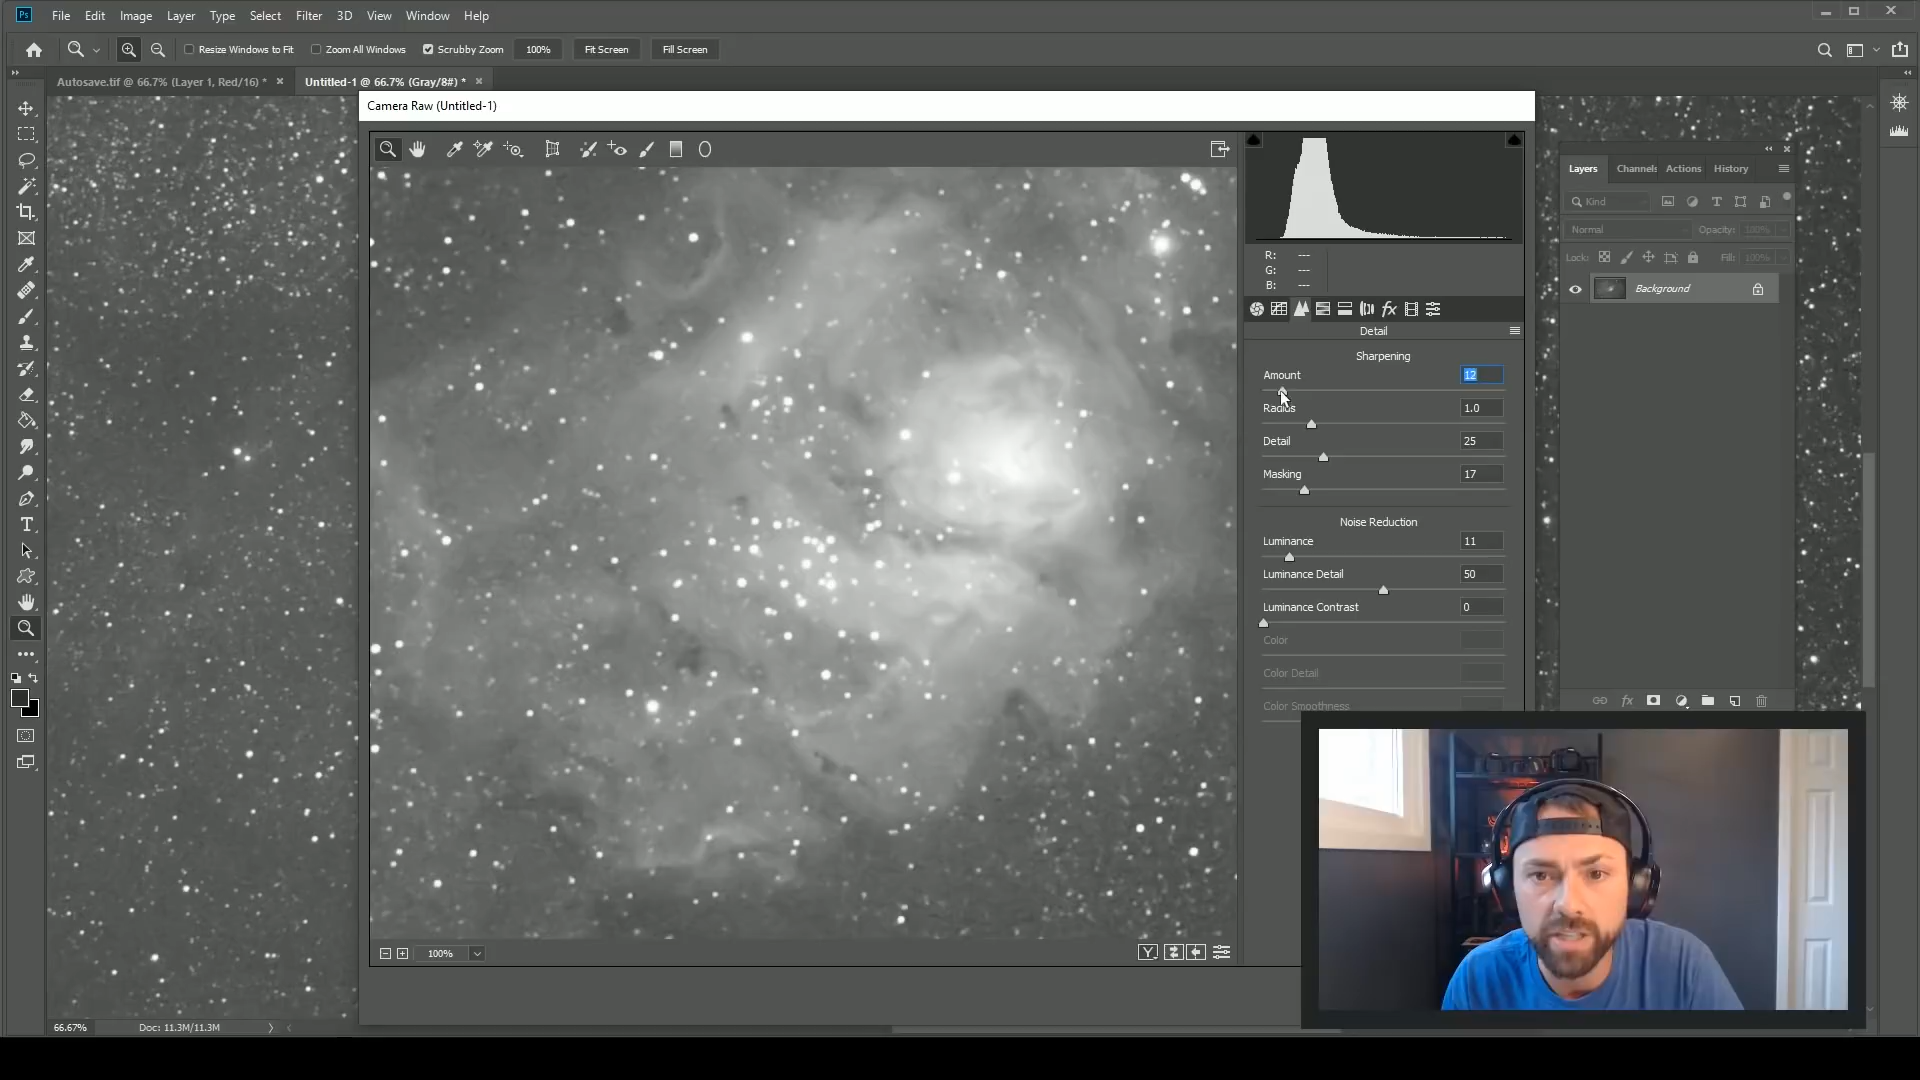 Ps File Edit Image Layer Type Select Filter 3D View Window Help
Resize Windows to Fit Zoom All Windows Scrubby Zoom 100% Fit Screen Fill Screen
Autosave.tif @ 66.7% (Layer 1, Red/16) * Untitled-1 @ 66.7% (Gray/8#) *
Camera Raw (Untitled-1)
Layers Channels Actions History
Kind
Normal Opacity: 100%
Lock: Fill: 100%
Background
R: ---
G: ---
B: ---
Detail
Sharpening
Amount 12
Radius 1.0
Detail 25
Masking 17
Noise Reduction
Luminance 11
Luminance Detail 50
Luminance Contrast 0
Color
Color Detail
Color Smoothness
100%
66.67% Doc: 11.3M/11.3M